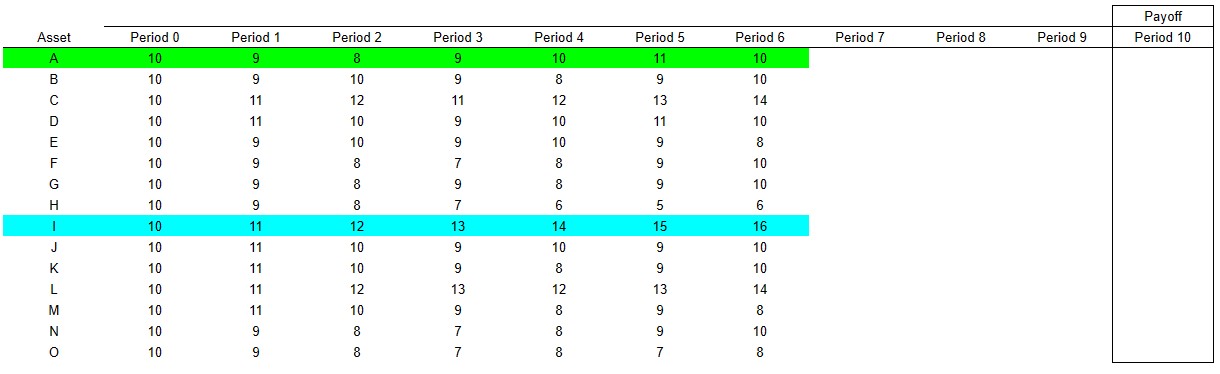 Payoff
Asset Period 0 Period 1 Period 2 Period 3 Period 4 Period 5 Period 6 Period 7 Period 8 Period 9 Period 10
A 10 9 8 9 10 11 10
B 10 9 10 9 8 9 10
C 10 11 12 11 12 13 14
D 10 11 10 9 10 11 10
E 10 9 10 9 10 9 8
F 10 9 8 7 8 9 10
G 10 9 8 9 8 9 10
H 10 9 8 7 6 5 6
I 10 11 12 13 14 15 16
J 10 11 10 9 10 9 10
K 10 11 10 9 8 9 10
L 10 11 12 13 12 13 14
M 10 11 10 9 8 9 8
N 10 9 8 7 8 9 10
O 10 9 8 7 8 7 8